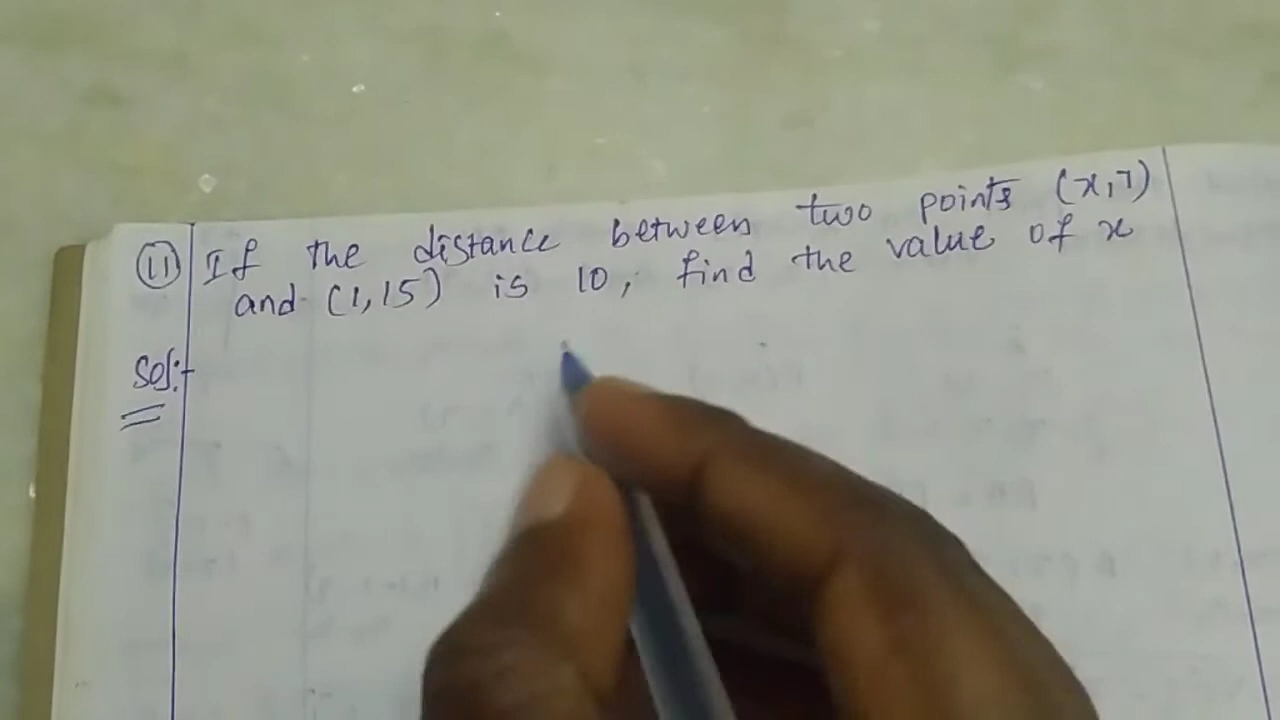 11 If the distance between two points (x,7)
and (1,15) is 10, find the value of x
Sol:-